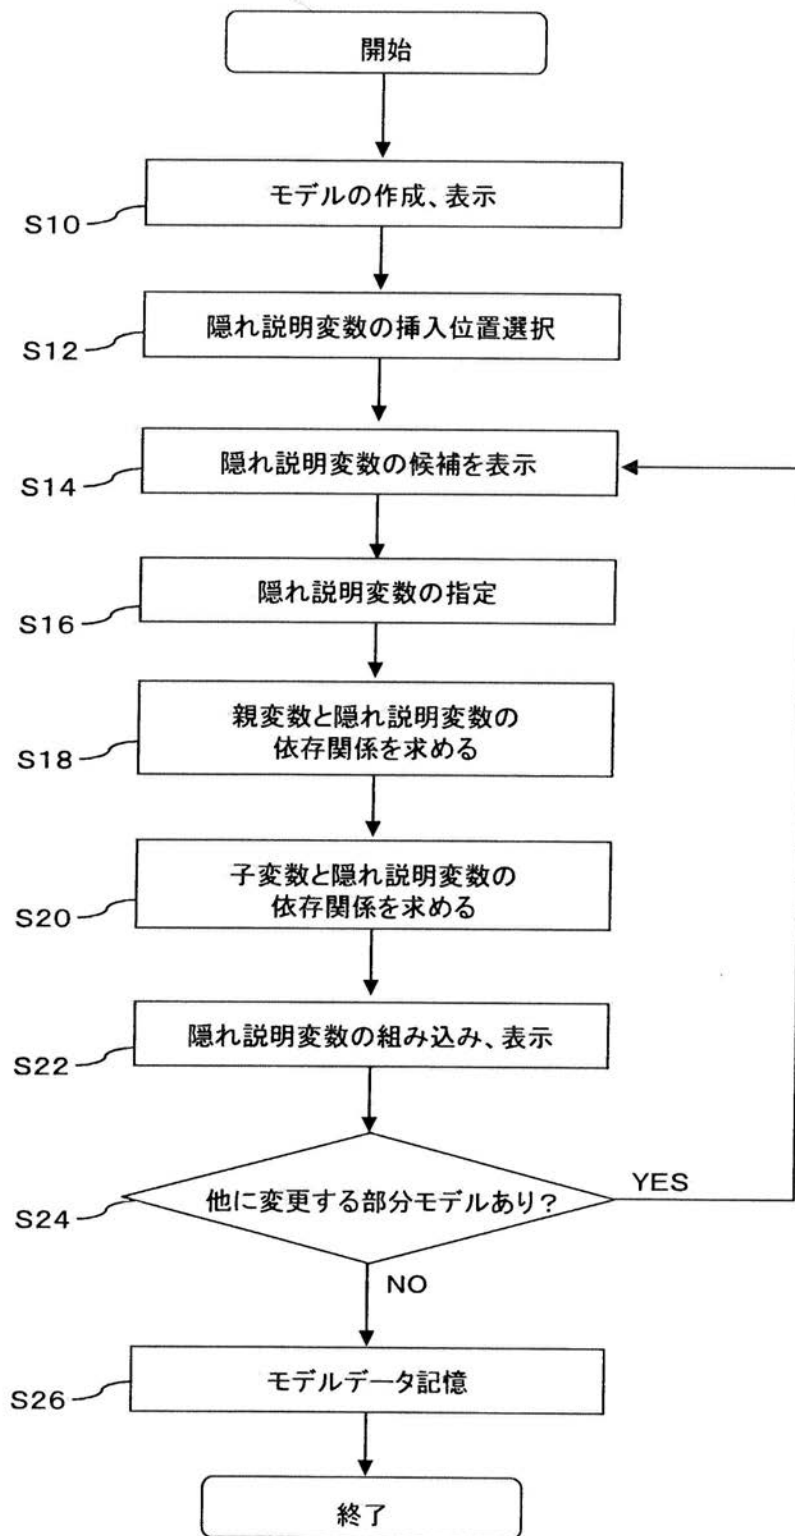 開始
モデルの作成、表示
S10
隠れ説明変数の挿入位置選択
S12
隠れ説明変数の候補を表示
S14
隠れ説明変数の指定
S16
親変数と隠れ説明変数の
依存関係を求める
S18
子変数と隠れ説明変数の
依存関係を求める
S20
隠れ説明変数の組み込み、表示
S22
他に変更する部分モデルあり?
YES
S24
NO
モデルデータ記憶
S26
終了